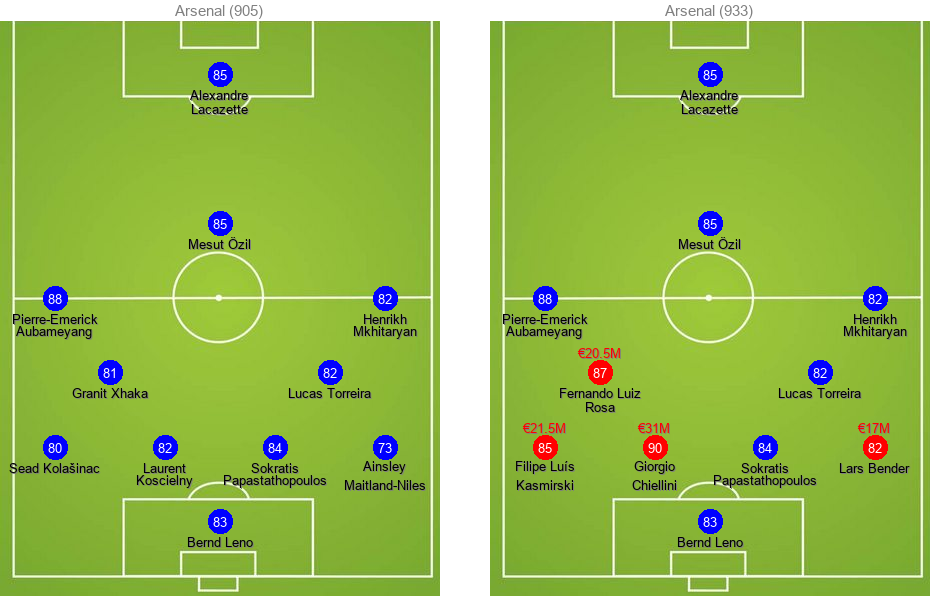 Arsenal (905)
85
Alexandre
Lacazette
85
Mesut Özil
88
Pierre-Emerick
Aubameyang
82
Henrikh
Mkhitaryan
81
Granit Xhaka
82
Lucas Torreira
80
Sead Kolašinac
82
Laurent
Koscielny
84
Sokratis
Papastathopoulos
73
Ainsley
Maitland-Niles
83
Bernd Leno
Arsenal (933)
85
Alexandre
Lacazette
85
Mesut Özil
88
Pierre-Emerick
Aubameyang
82
Henrikh
Mkhitaryan
€20.5M
87
Fernando Luiz
Rosa
82
Lucas Torreira
€21.5M
85
Filipe Luís
Kasmirski
€31M
90
Giorgio
Chiellini
84
Sokratis
Papastathopoulos
€17M
82
Lars Bender
83
Bernd Leno